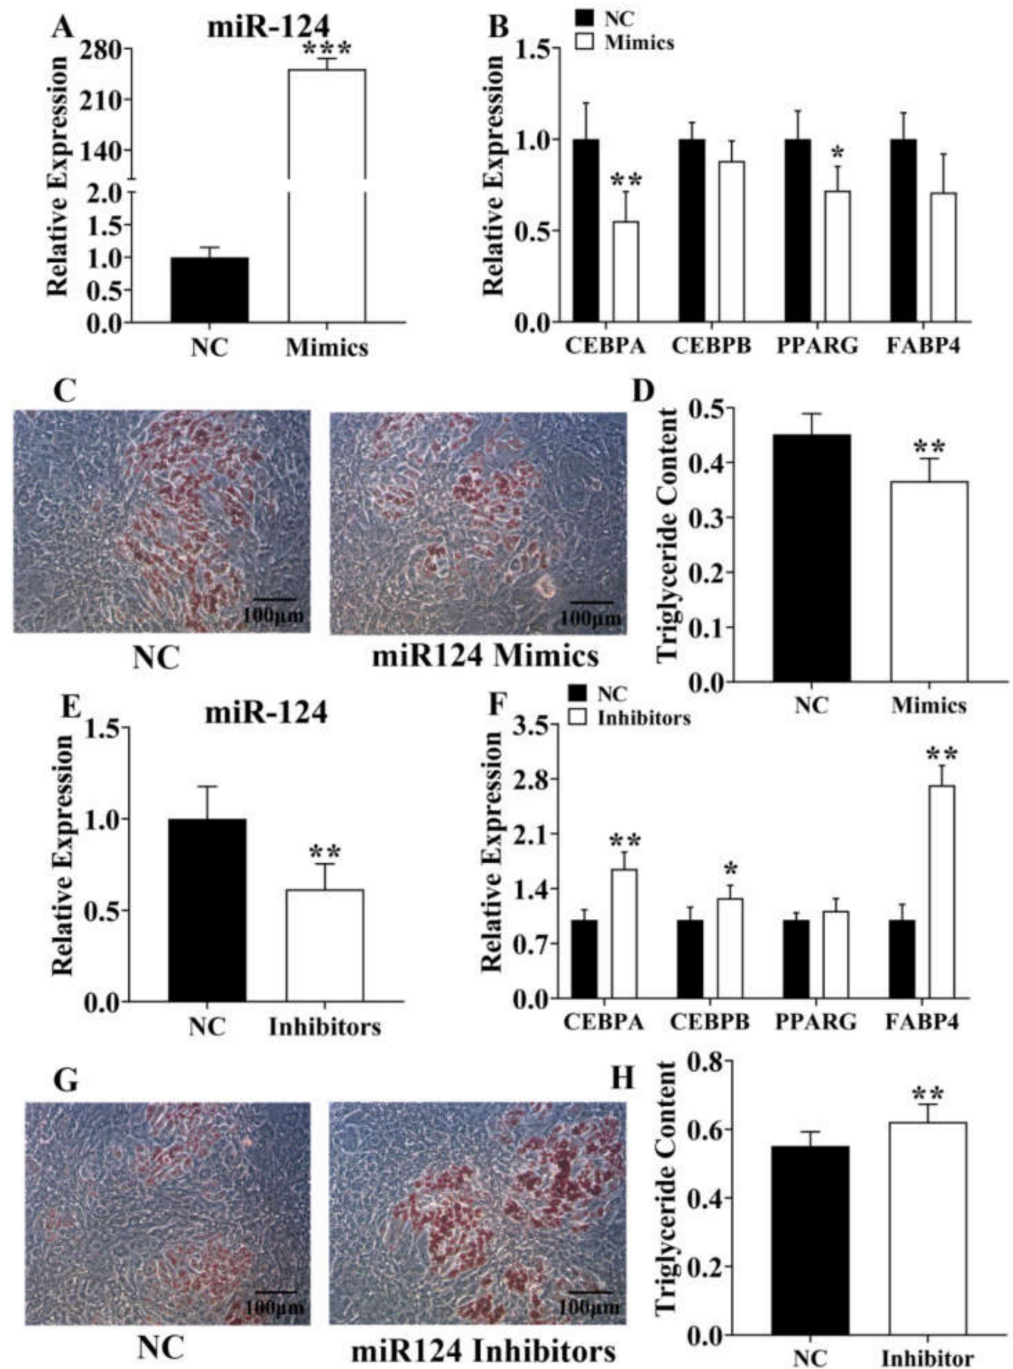 A
miR-124
Relative Expression
280
210
140
2.0
1.5
1.0
0.5
0.0
***
NC
Mimics
B
NC
Mimics
Relative Expression
1.5
1.0
0.5
0.0
**
*
CEBPA
CEBPB
PPARG
FABP4
C
100μm
NC
100μm
miR124 Mimics
D
Triglyceride Content
0.5
0.4
0.3
0.2
0.1
0.0
**
NC
Mimics
E
miR-124
Relative Expression
1.5
1.0
0.5
0.0
**
NC
Inhibitors
F
NC
Inhibitors
Relative Expression
3.5
2.8
2.1
1.4
0.7
0.0
**
*
**
CEBPA
CEBPB
PPARG
FABP4
G
100μm
NC
100μm
miR124 Inhibitors
H
Triglyceride Content
0.8
0.6
0.4
0.2
0.0
**
NC
Inhibitor